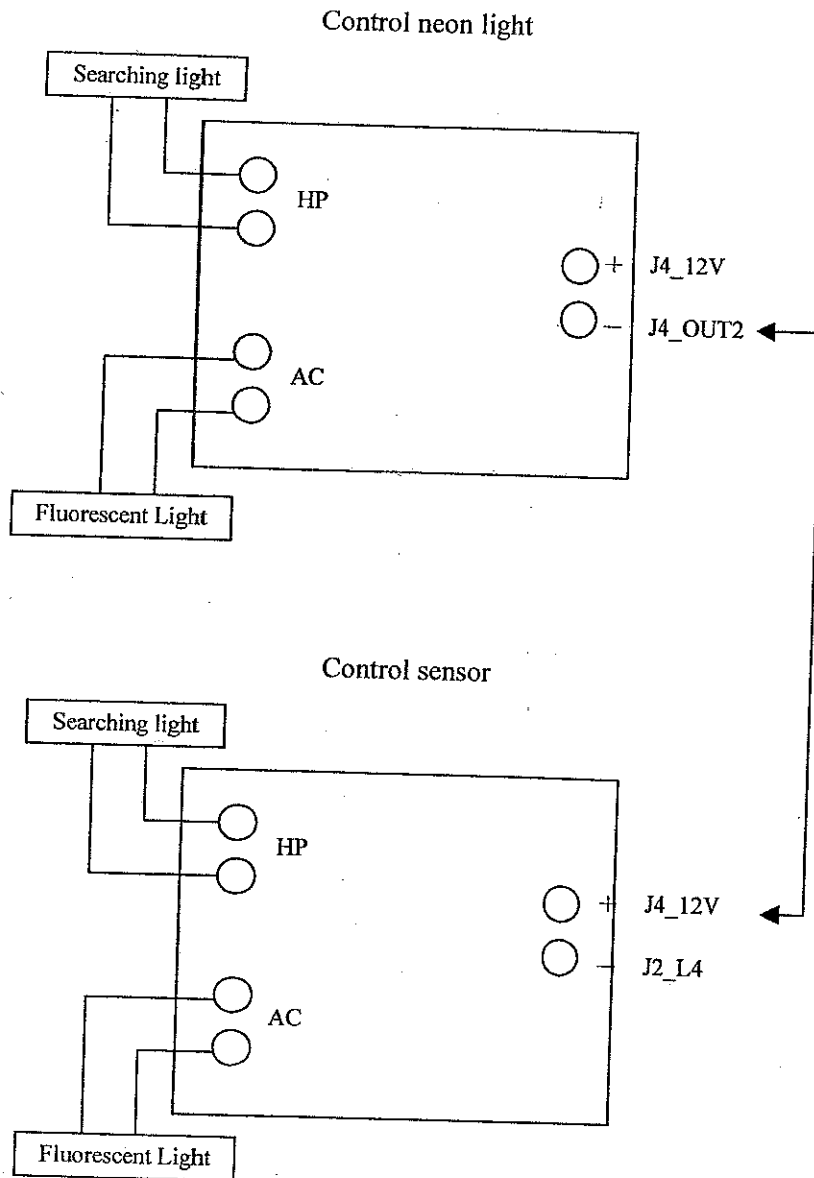 Control neon light
Searching light
HP
+ J4_12V
− J4_OUT2
AC
Fluorescent Light
Control sensor
Searching light
HP
+ J4_12V
− J2_L4
AC
Fluorescent Light